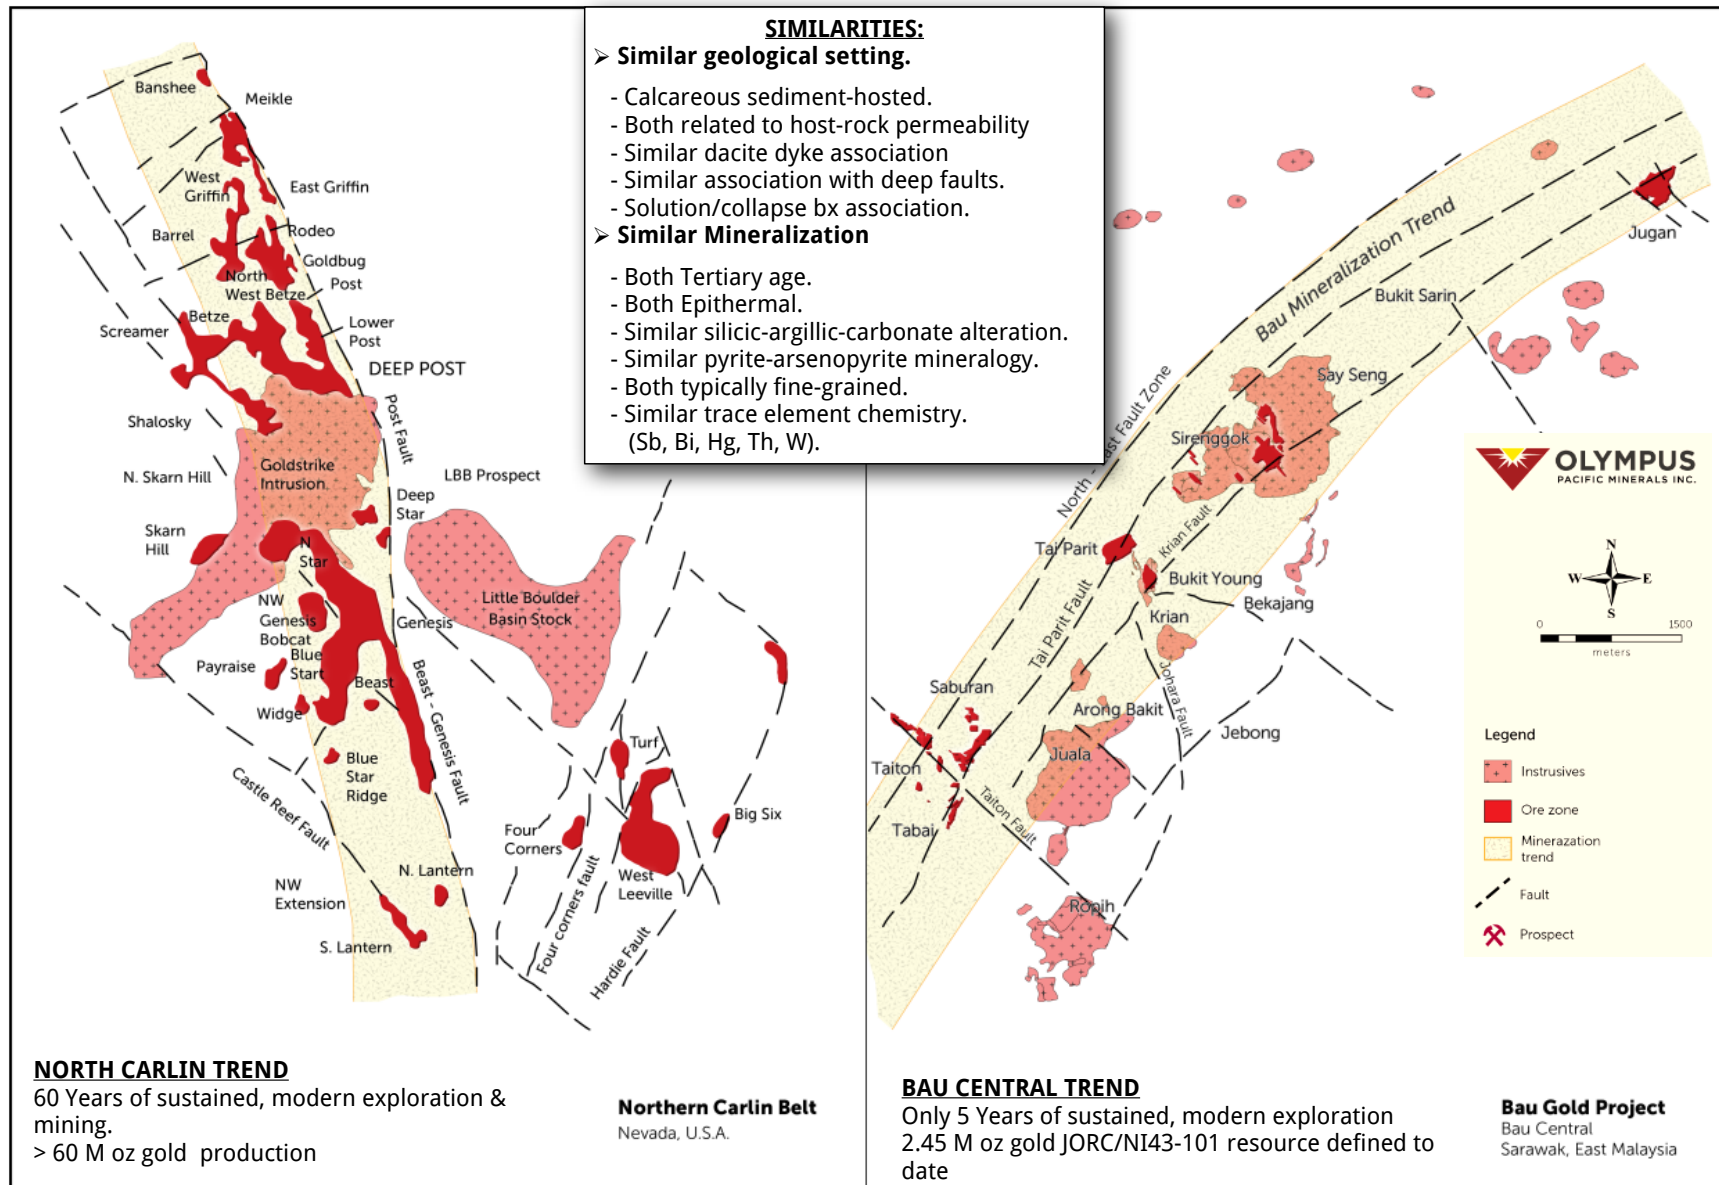 SIMILARITIES:
➢ Similar geological setting.
- Calcareous sediment-hosted.
- Both related to host-rock permeability
- Similar dacite dyke association
- Similar association with deep faults.
- Solution/collapse bx association.
➢ Similar Mineralization
- Both Tertiary age.
- Both Epithermal.
- Similar silicic-argillic-carbonate alteration.
- Similar pyrite-arsenopyrite mineralogy.
- Both typically fine-grained.
- Similar trace element chemistry.
(Sb, Bi, Hg, Th, W).
Banshee
Meikle
West
Griffin
East Griffin
Barrel
Rodeo
Goldbug
North
West Betze
Post
Betze
Screamer
Lower
Post
DEEP POST
Post Fault
Shalosky
Goldstrike
Intrusion
N. Skarn Hill
LBB Prospect
Deep
Star
Skarn
Hill
N
Star
NW
Genesis
Bobcat
Genesis
Little Boulder
Basin Stock
Blue
Start
Payraise
Beast
Widge
Beast - Genesis Fault
Turf
Blue
Star
Ridge
Castle Reef Fault
Big Six
Four
Corners
West
Leeville
N. Lantern
NW
Extension
S. Lantern
Four corners fault
Hardie Fault
NORTH CARLIN TREND
60 Years of sustained, modern exploration &
mining.
> 60 M oz gold production
Northern Carlin Belt
Nevada, U.S.A.
Jugan
Bau Mineralization Trend
Bukit Sarin
Say Seng
North - East Fault Zone
Sirenggok
Tai Parit
Krian Fault
Bukit Young
Krian
Bekajang
Tai Parit Fault
Johara Fault
Saburan
Arong Bakit
Jebong
Juala
Taiton
Taiton Fault
Tabai
Ropih
OLYMPUS
PACIFIC MINERALS INC.
N
W E
S
0 1500
meters
Legend
Instrusives
Ore zone
Minerazation
trend
Fault
Prospect
BAU CENTRAL TREND
Only 5 Years of sustained, modern exploration
2.45 M oz gold JORC/NI43-101 resource defined to
date
Bau Gold Project
Bau Central
Sarawak, East Malaysia